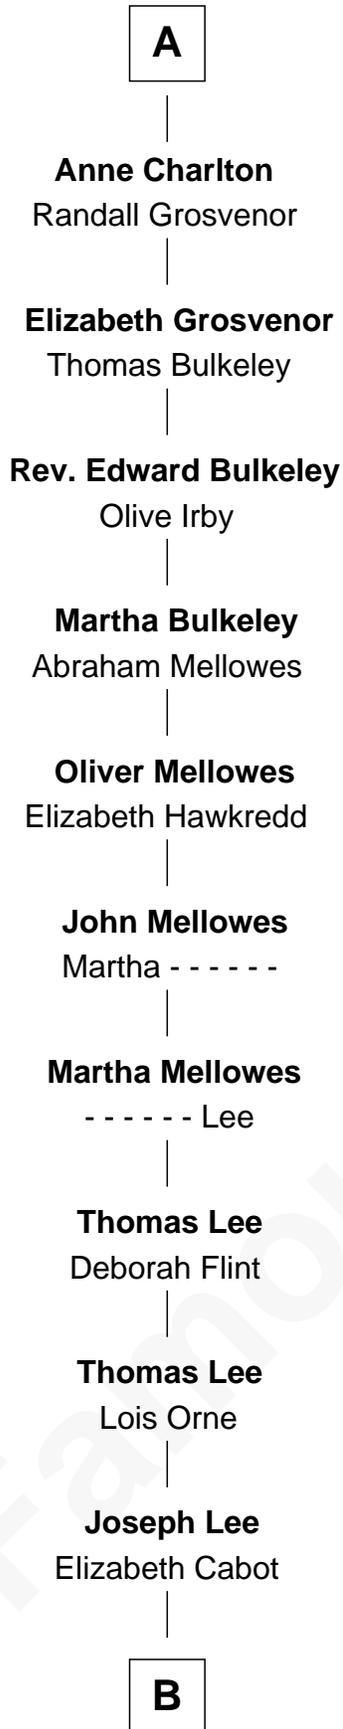 A
Anne Charlton
Randall Grosvenor
Elizabeth Grosvenor
Thomas Bulkeley
Rev. Edward Bulkeley
Olive Irby
Martha Bulkeley
Abraham Mellowes
Oliver Mellowes
Elizabeth Hawkredd
John Mellowes
Martha - - - - - -
Martha Mellowes
- - - - - - Lee
Thomas Lee
Deborah Flint
Thomas Lee
Lois Orne
Joseph Lee
Elizabeth Cabot
B